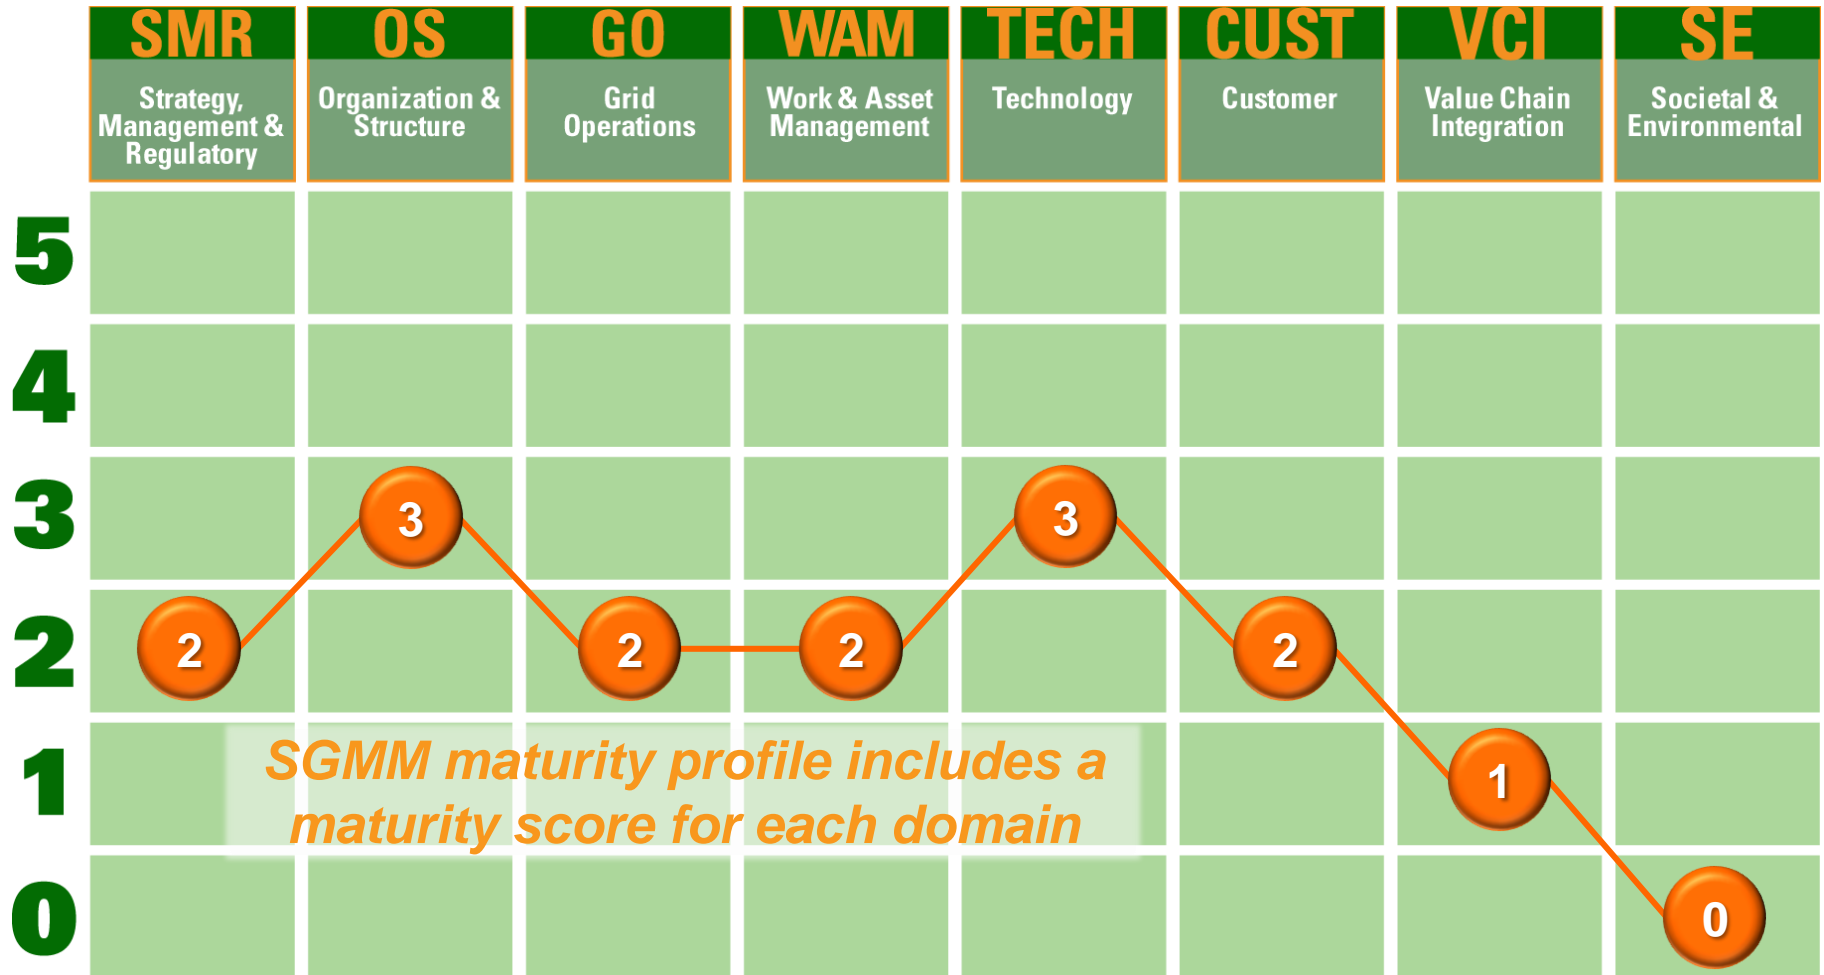 SMR OS GO WAM TECH CUST VCI SE
Strategy,
Management &
Regulatory
Organization &
Structure
Grid
Operations
Work & Asset
Management
Technology
Customer
Value Chain
Integration
Societal &
Environmental
5
4
3
3
3
2
2
2
2
2
1
SGMM maturity profile includes a
maturity score for each domain
1
0
0